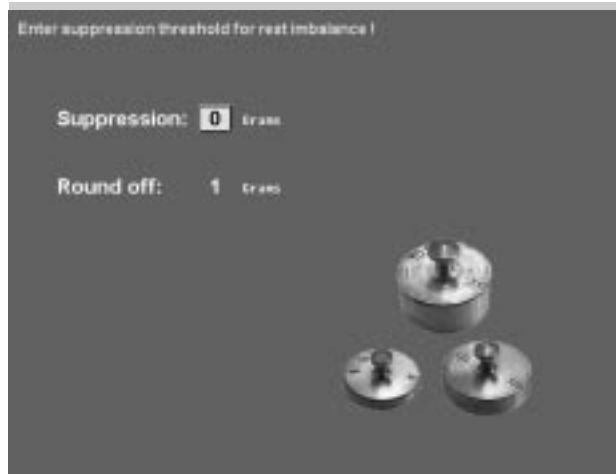 Enter suppression threshold for rest imbalance !
Suppression: 0 Grams
Round off: 1 Grams